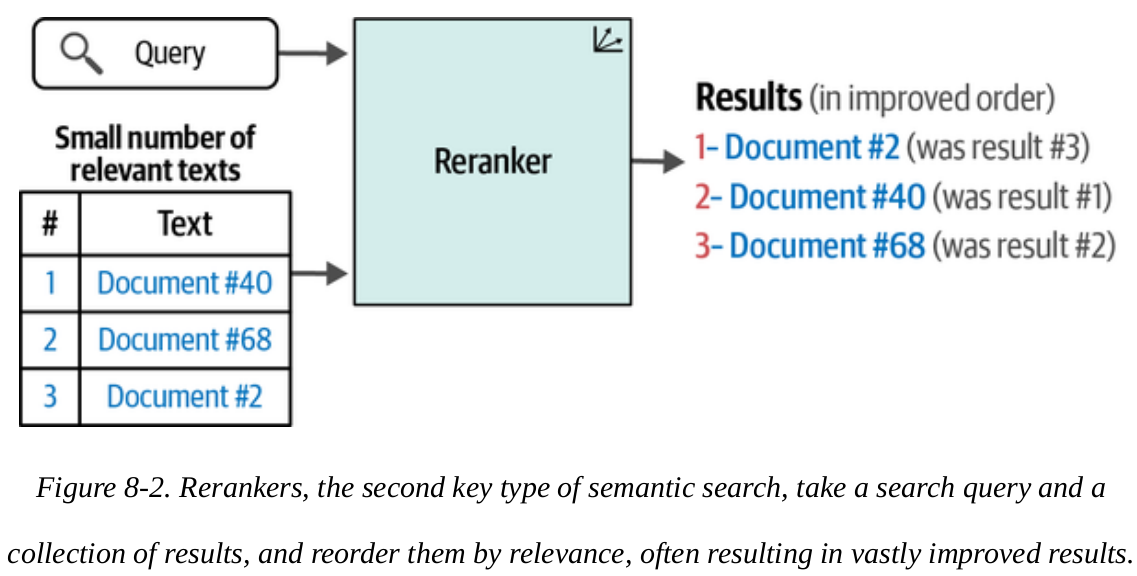 Query
Small number of
relevant texts
# Text
1 Document #40
2 Document #68
3 Document #2
Reranker
Results (in improved order)
1– Document #2 (was result #3)
2– Document #40 (was result #1)
3– Document #68 (was result #2)
Figure 8-2. Rerankers, the second key type of semantic search, take a search query and a
collection of results, and reorder them by relevance, often resulting in vastly improved results.